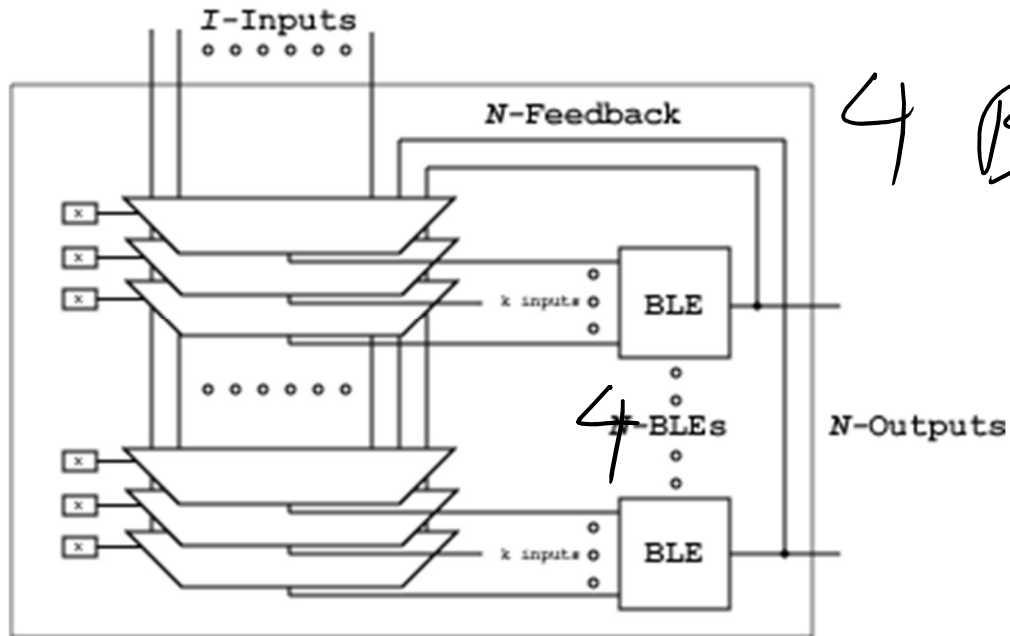 I-Inputs
N-Feedback
4
x
x
x
k inputs
BLE
4
N-BLEs
N-Outputs
x
x
x
k inputs
BLE